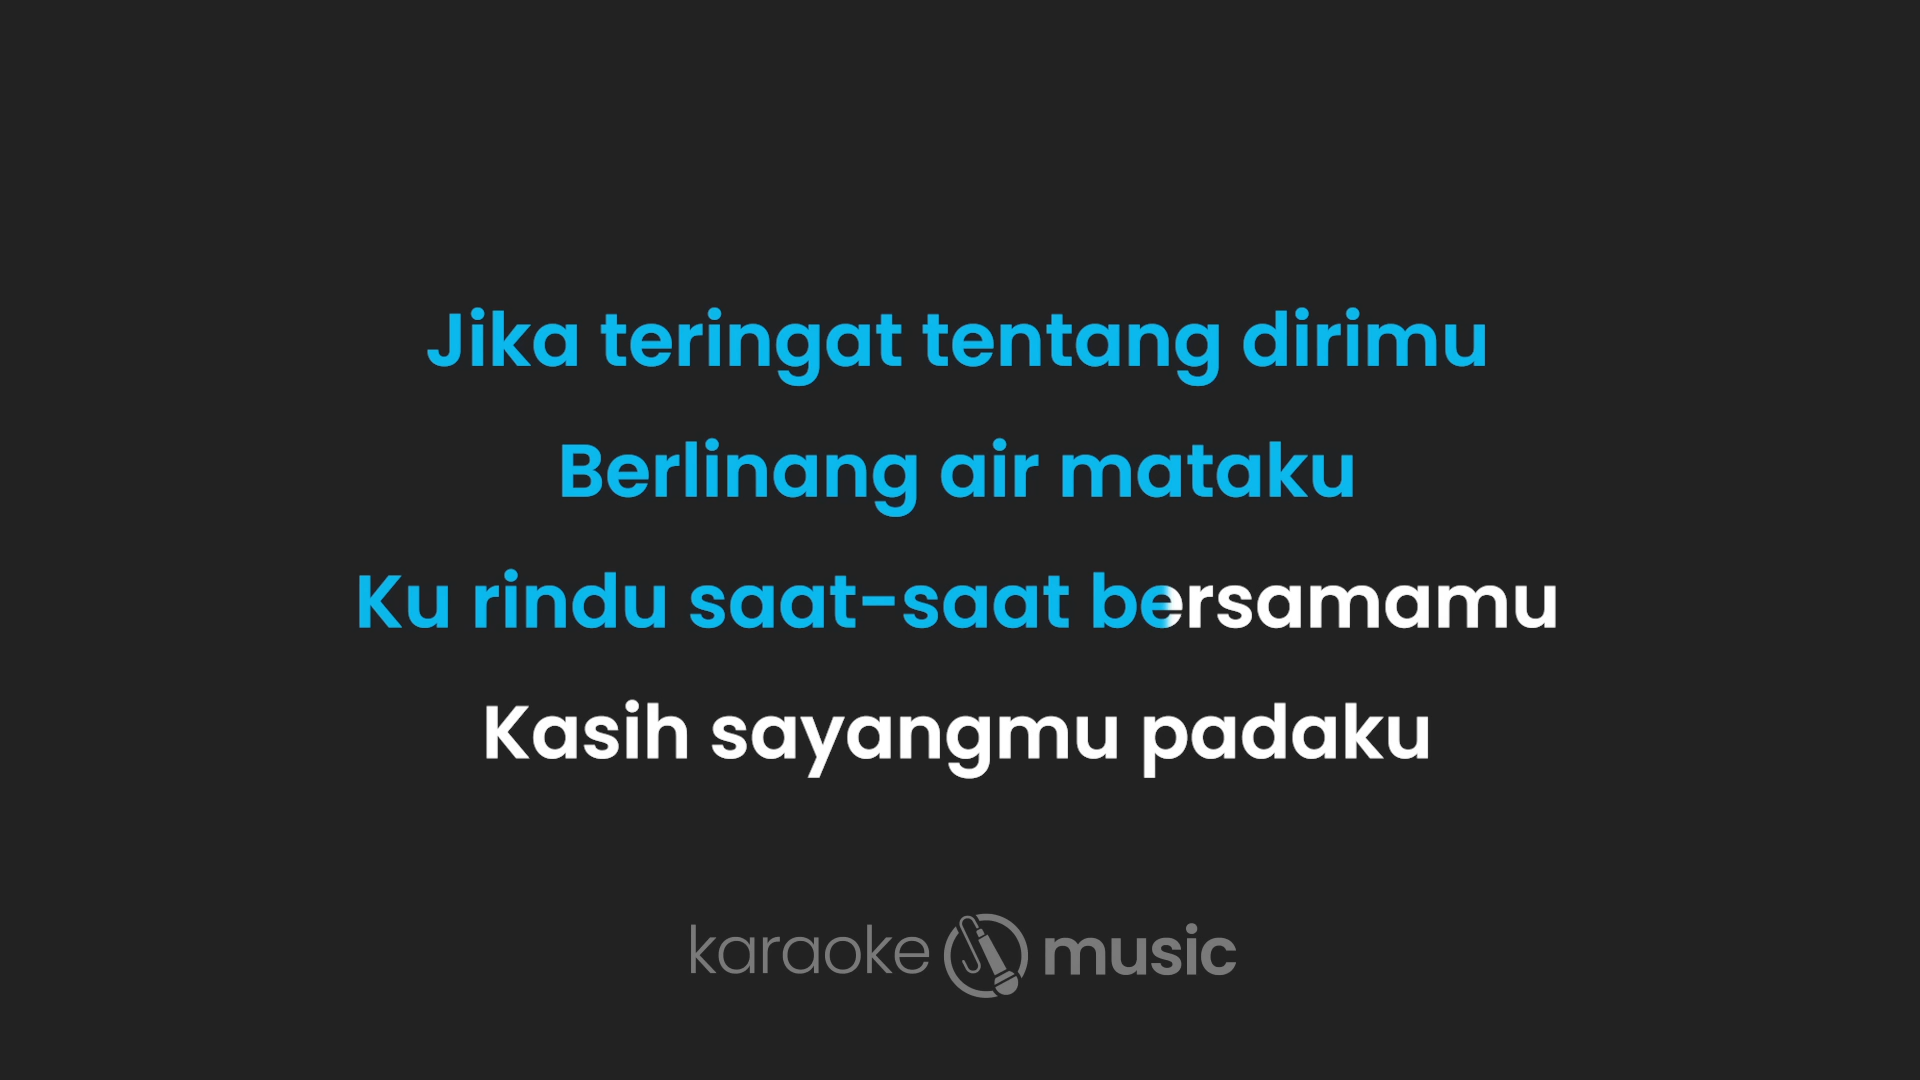 Jika teringat tentang dirimu
Berlinang air mataku
Ku rindu saat-saat bersamamu
Kasih sayangmu padaku
karaoke music